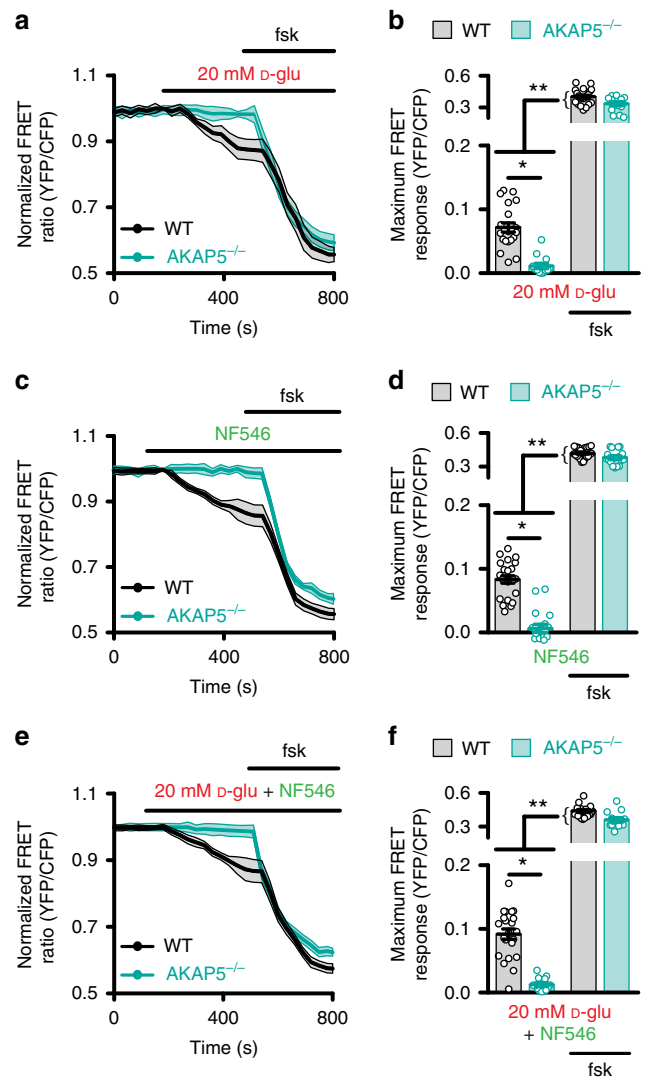 a
fsk
20 mM D-glu
1.1
0.9
0.7
0.5
Normalized FRET
ratio (YFP/CFP)
WT
AKAP5–/–
0
400
800
Time (s)
b
WT
AKAP5–/–
0.6
0.3
0.2
0.1
0.0
Maximum FRET
response (YFP/CFP)
**
*
20 mM D-glu
fsk
c
fsk
NF546
1.1
0.9
0.7
0.5
Normalized FRET
ratio (YFP/CFP)
WT
AKAP5–/–
0
400
800
Time (s)
d
WT
AKAP5–/–
0.6
0.3
0.2
0.1
0.0
Maximum FRET
response (YFP/CFP)
**
*
NF546
fsk
e
fsk
20 mM D-glu + NF546
1.1
0.9
0.7
0.5
Normalized FRET
ratio (YFP/CFP)
WT
AKAP5–/–
0
400
800
Time (s)
f
WT
AKAP5–/–
0.6
0.3
0.2
0.1
0.0
Maximum FRET
response (YFP/CFP)
**
*
20 mM D-glu
+ NF546
fsk